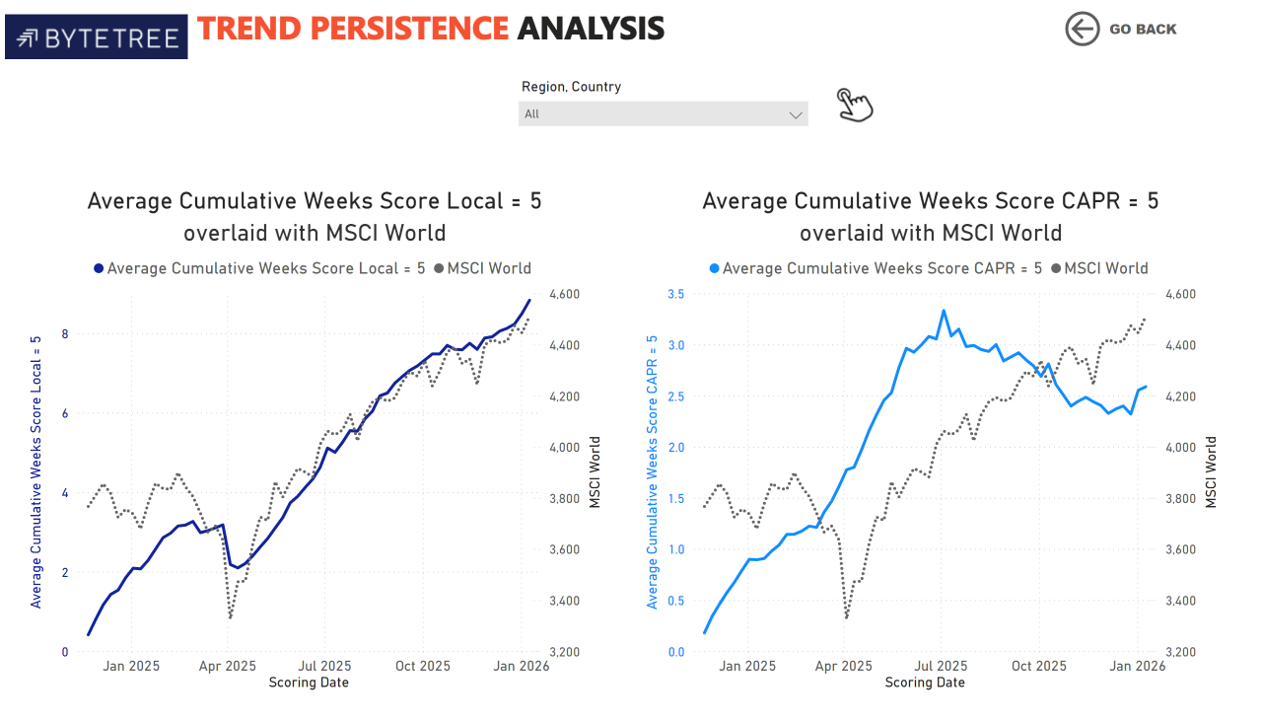 BYTETREE
TREND PERSISTENCE ANALYSIS
GO BACK
Region, Country
All
Average Cumulative Weeks Score Local = 5
overlaid with MSCI World
Average Cumulative Weeks Score Local = 5 MSCI World
Average Cumulative Weeks Score Local = 5
8
6
4
2
0
4,600
4,400
4,200
4,000
3,800
3,600
3,400
3,200
MSCI World
Jan 2025 Apr 2025 Jul 2025 Oct 2025 Jan 2026
Scoring Date
Average Cumulative Weeks Score CAPR = 5
overlaid with MSCI World
Average Cumulative Weeks Score CAPR = 5 MSCI World
Average Cumulative Weeks Score CAPR = 5
3.5
3.0
2.5
2.0
1.5
1.0
0.5
0.0
4,600
4,400
4,200
4,000
3,800
3,600
3,400
3,200
MSCI World
Jan 2025 Apr 2025 Jul 2025 Oct 2025 Jan 2026
Scoring Date